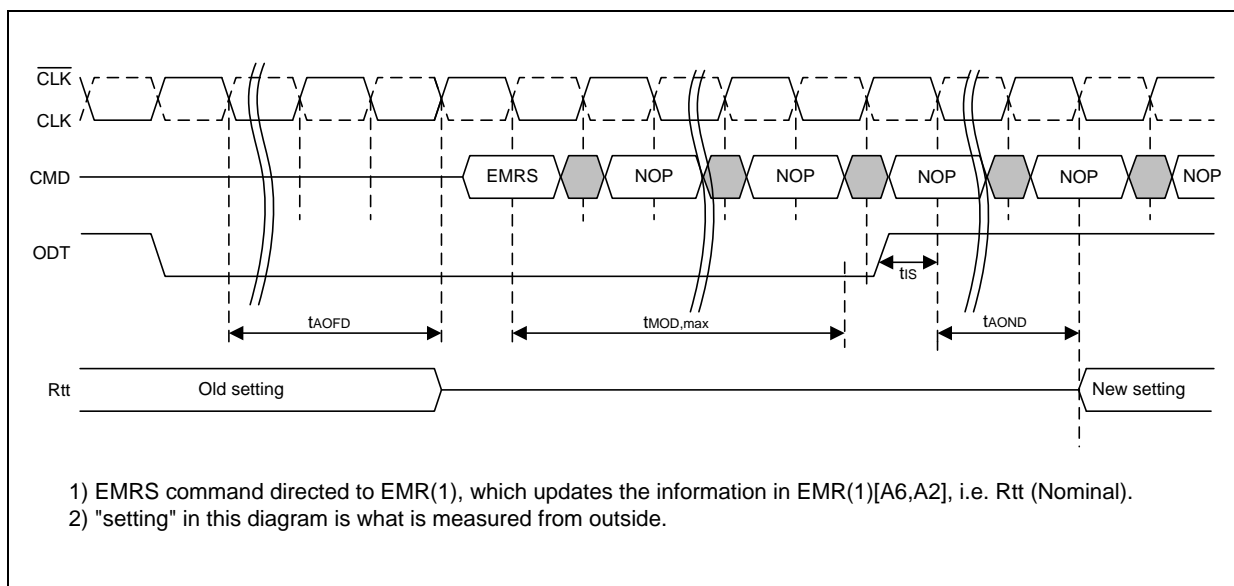 CLK
CLK
CMD
EMRS
NOP
NOP
NOP
NOP
NOP
ODT
tIS
tAOFD
tMOD,max
tAOND
Rtt
Old setting
New setting
1) EMRS command directed to EMR(1), which updates the information in EMR(1)[A6,A2], i.e. Rtt (Nominal).
2) "setting" in this diagram is what is measured from outside.